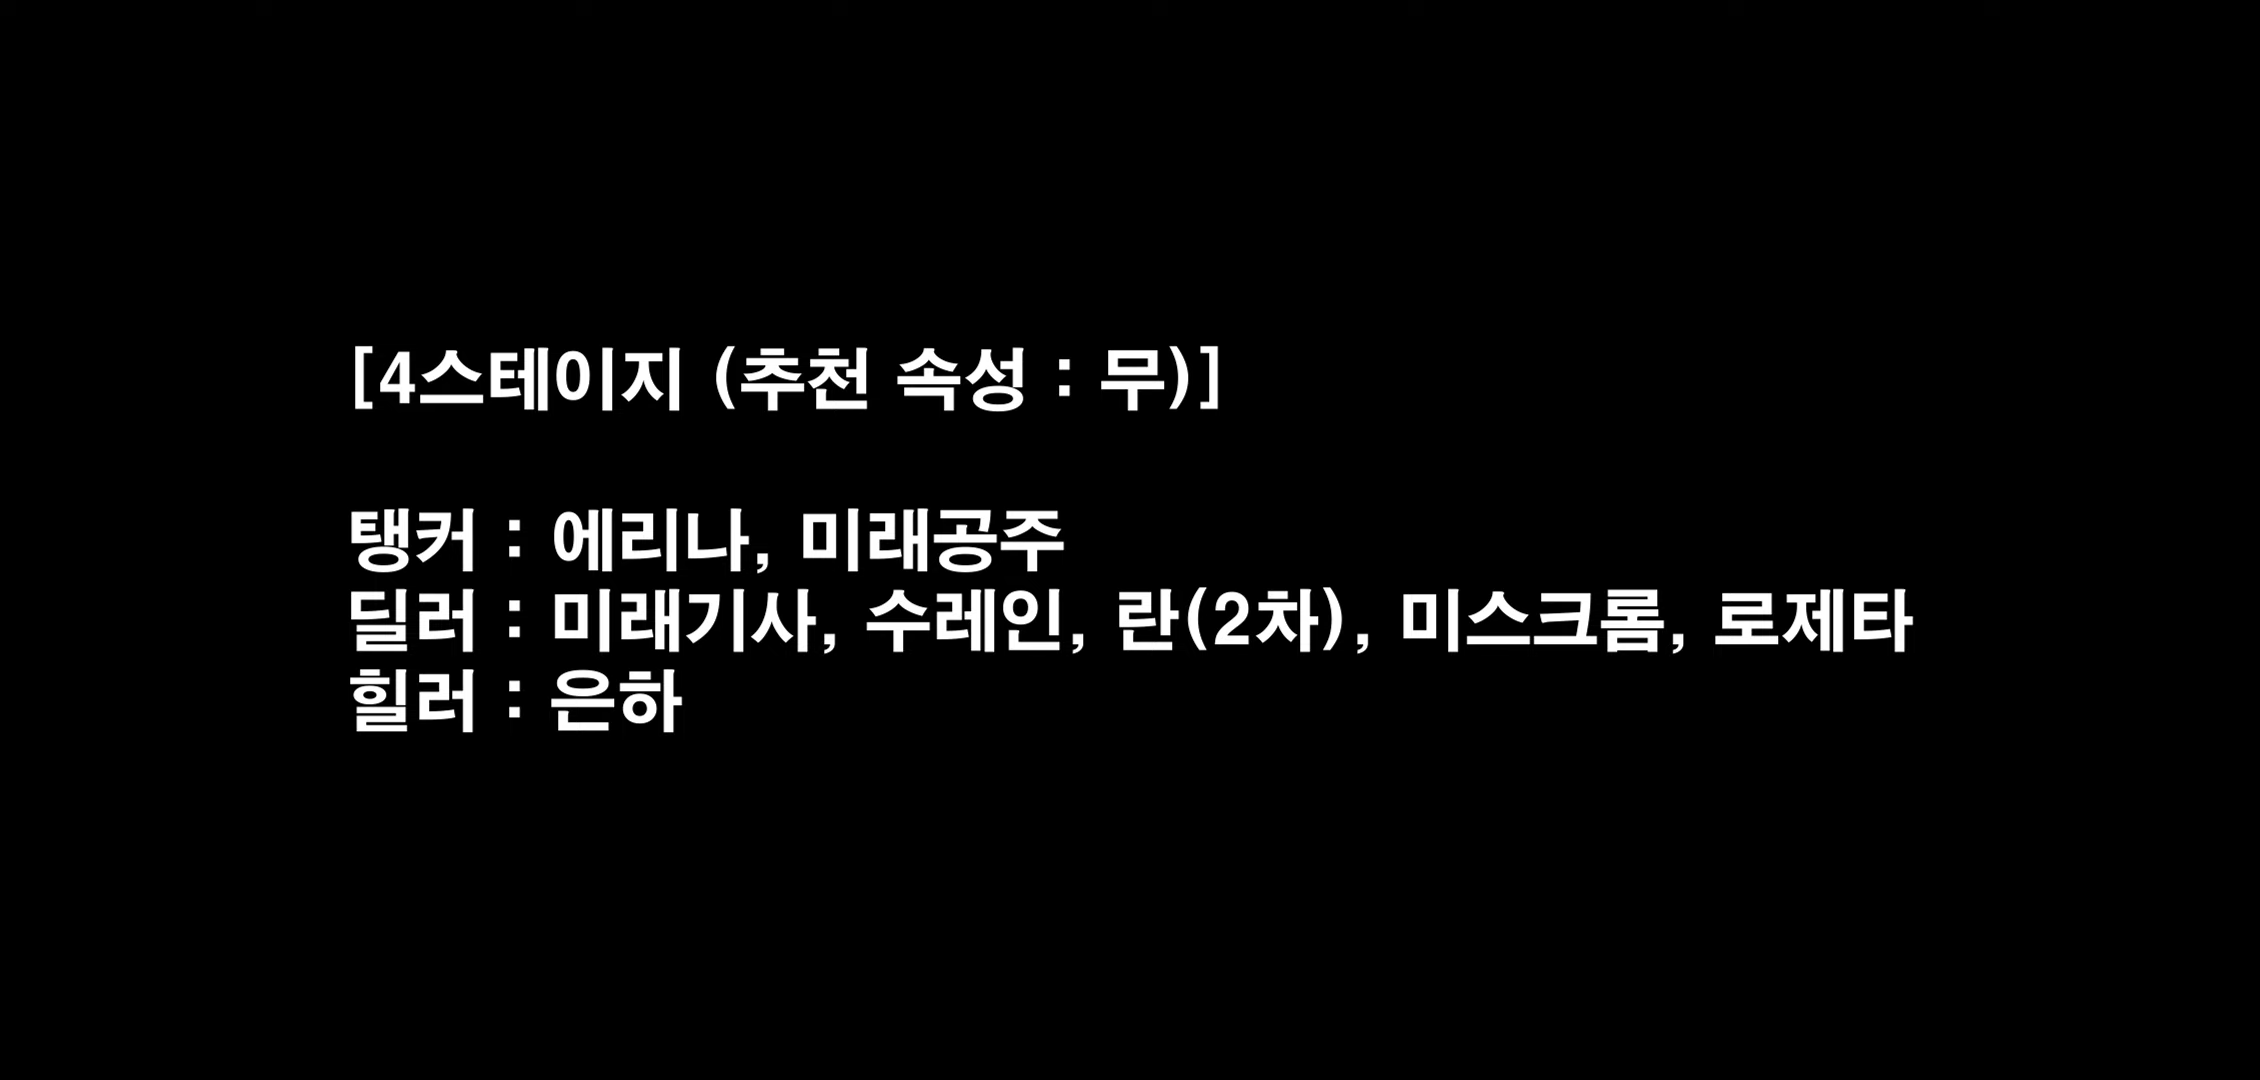 [4스테이지 (추천 속성 : 무)]
탱커 : 에리나, 미래공주
딜러 : 미래기사, 수레인, 란(2차), 미스크롬, 로제타
힐러 : 은하